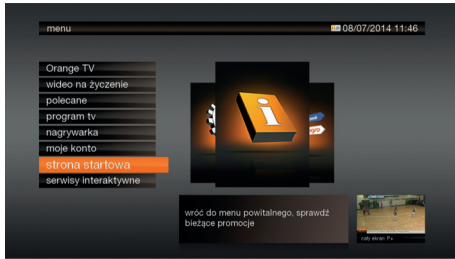 menu
08/07/2014 11:46
Orange TV
wideo na życzenie
polecane
program tv
nagrywarka
moje konto
strona startowa
serwisy interaktywne
wróć do menu powitalnego, sprawdź
bieżące promocje
cały ekran P+